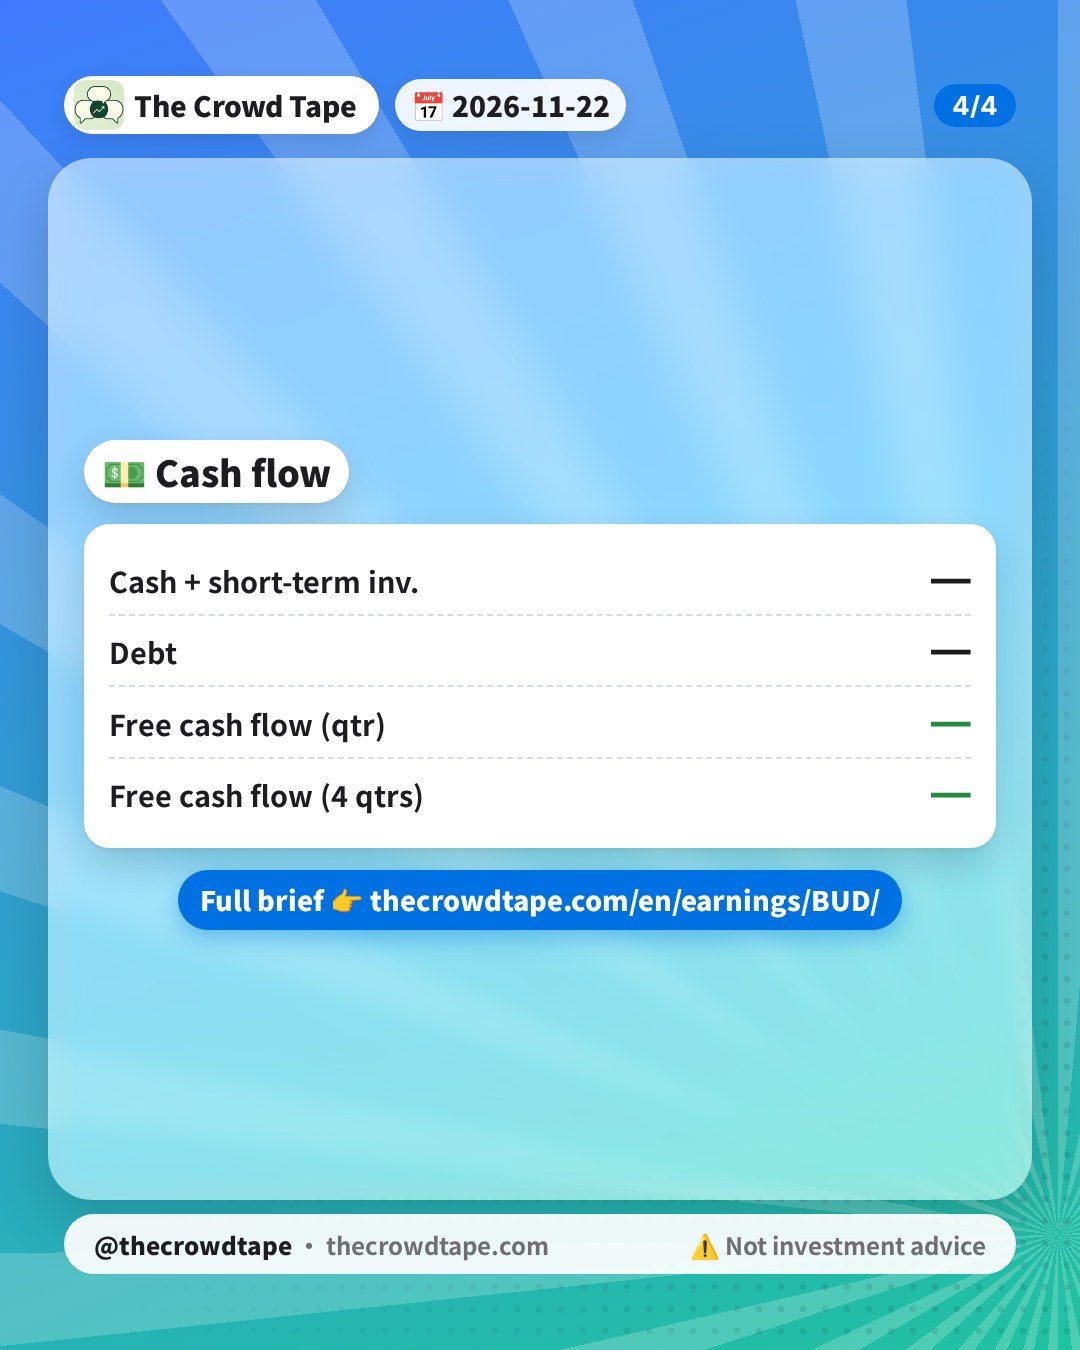 The Crowd Tape
📅 2026-11-22
4/4
💵 Cash flow
Cash + short-term inv. —
Debt —
Free cash flow (qtr) —
Free cash flow (4 qtrs) —
Full brief 👉 thecrowdtape.com/en/earnings/BUD/
@thecrowdtape • thecrowdtape.com
⚠️ Not investment advice